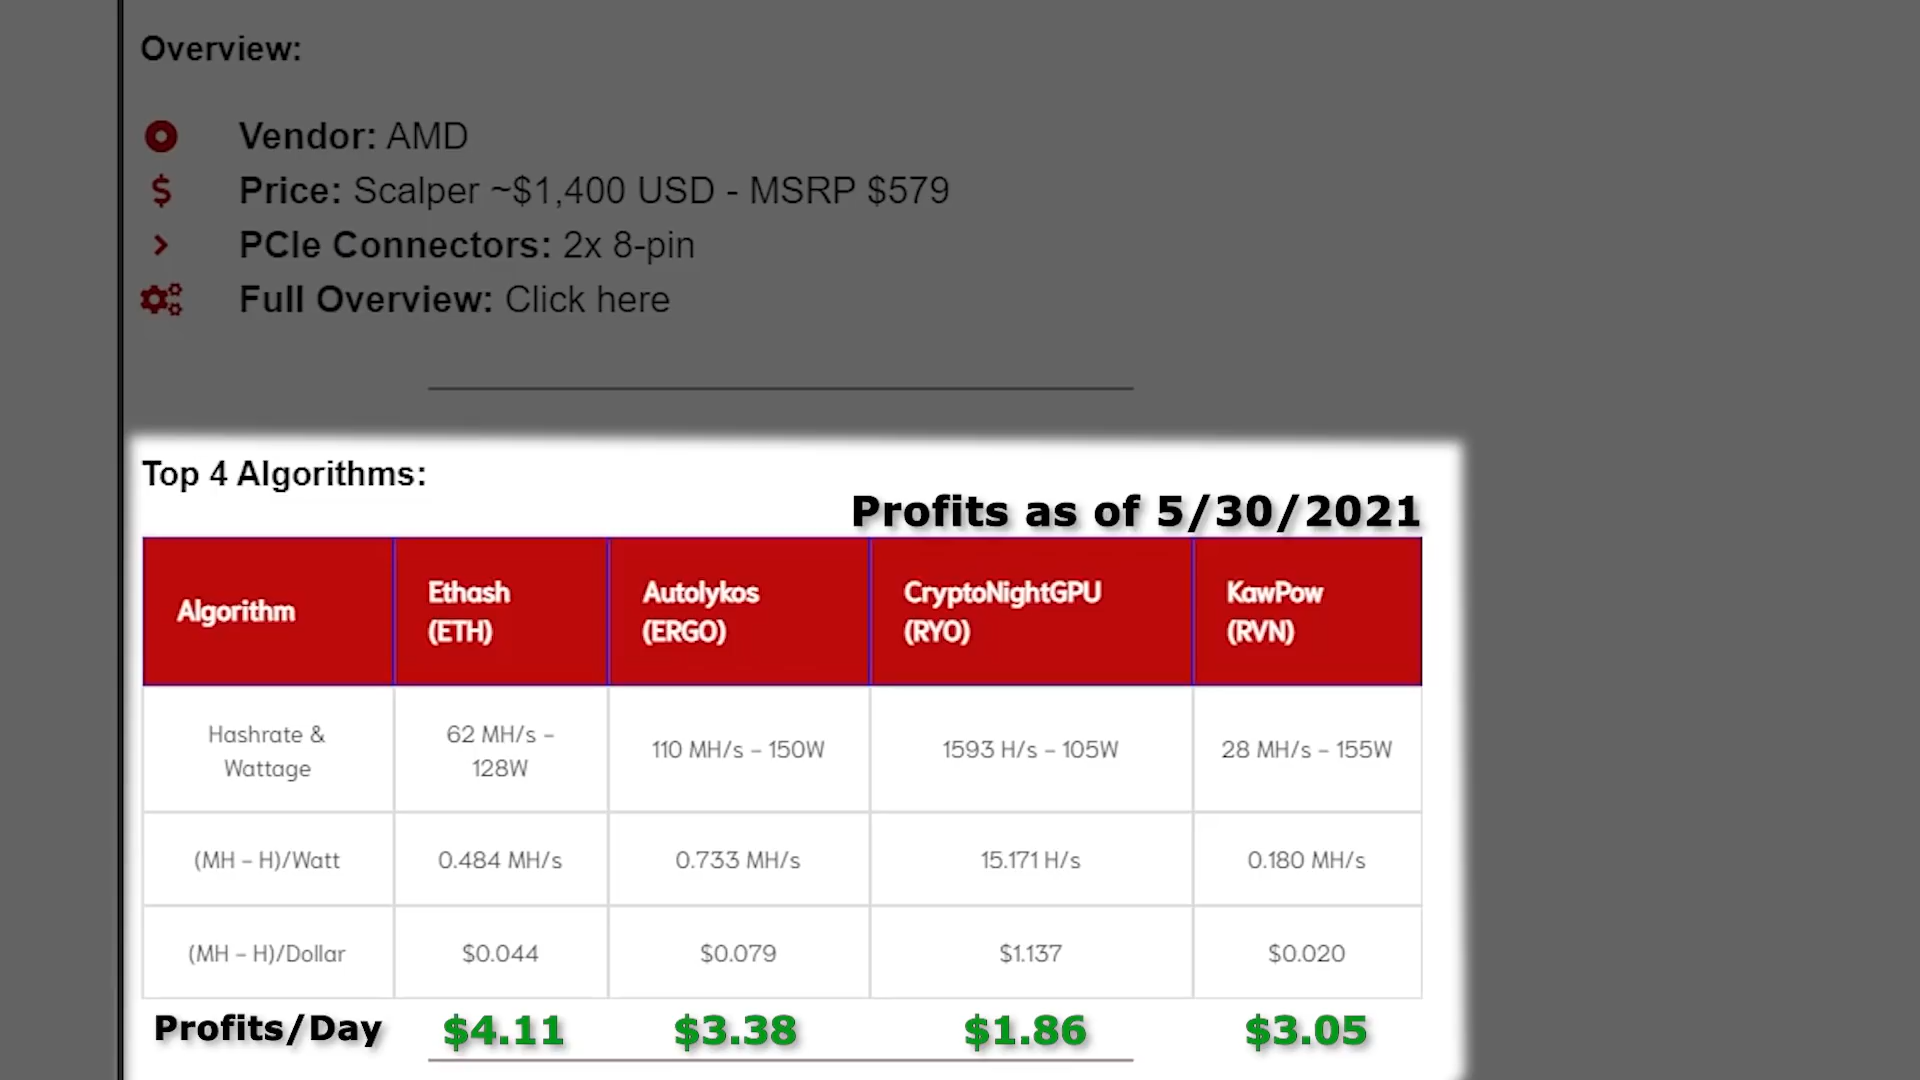 Overview:
Vendor: AMD
Price: Scalper ~$1,400 USD - MSRP $579
PCIe Connectors: 2x 8-pin
Full Overview: Click here
Top 4 Algorithms:
Profits as of 5/30/2021
Algorithm
Ethash
(ETH)
Autolykos
(ERGO)
CryptoNightGPU
(RYO)
KawPow
(RVN)
Hashrate &
Wattage
62 MH/s –
128W
110 MH/s – 150W
1593 H/s – 105W
28 MH/s – 155W
(MH – H)/Watt
0.484 MH/s
0.733 MH/s
15.171 H/s
0.180 MH/s
(MH – H)/Dollar
$0.044
$0.079
$1.137
$0.020
Profits/Day
$4.11
$3.38
$1.86
$3.05